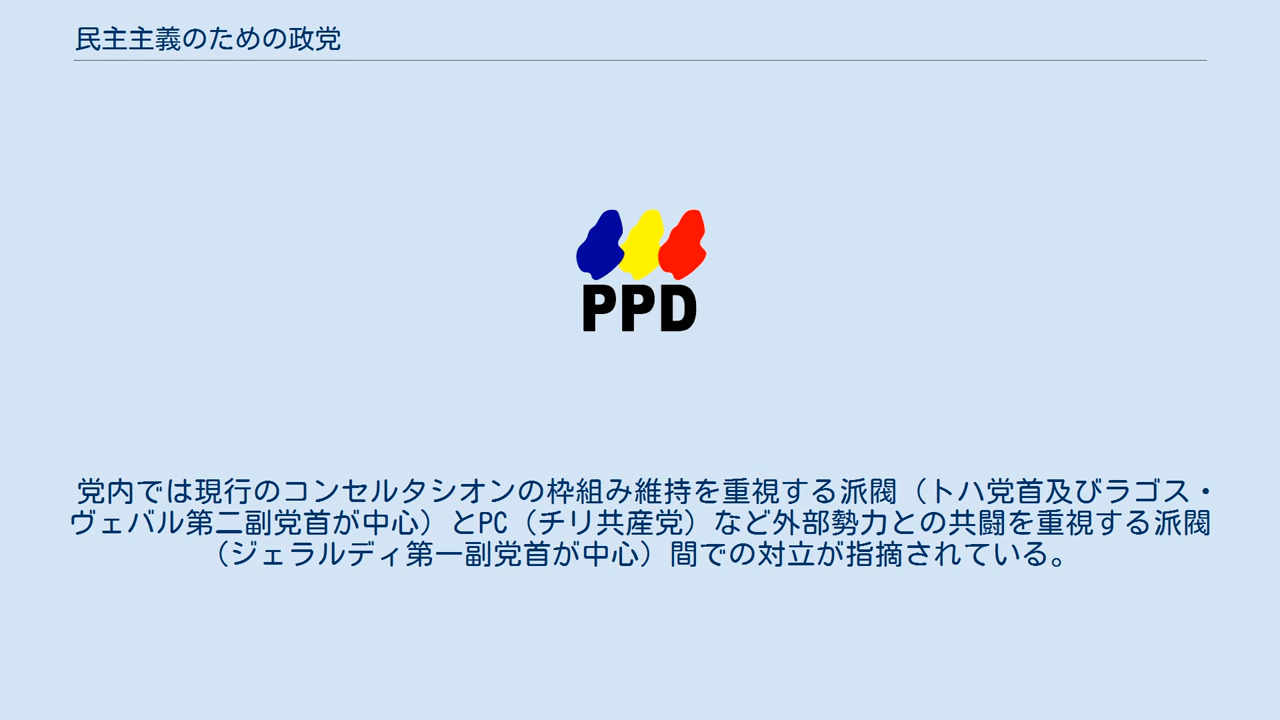 民主主義のための政党
PPD
党内では現行のコンセルタシオンの枠組み維持を重視する派閥（トハ党首及びラゴス・
ヴェバル第二副党首が中心）とPC（チリ共産党）など外部勢力との共闘を重視する派閥
（ジェラルディ第一副党首が中心）間での対立が指摘されている。